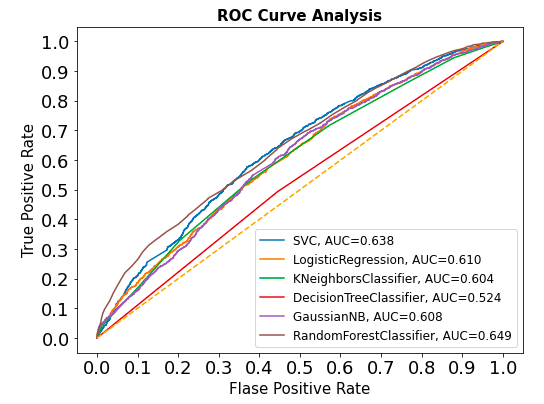 ROC Curve Analysis
True Positive Rate
1.0
0.9
0.8
0.7
0.6
0.5
0.4
0.3
0.2
0.1
0.0
SVC, AUC=0.638
LogisticRegression, AUC=0.610
KNeighborsClassifier, AUC=0.604
DecisionTreeClassifier, AUC=0.524
GaussianNB, AUC=0.608
RandomForestClassifier, AUC=0.649
0.0 0.1 0.2 0.3 0.4 0.5 0.6 0.7 0.8 0.9 1.0
Flase Positive Rate